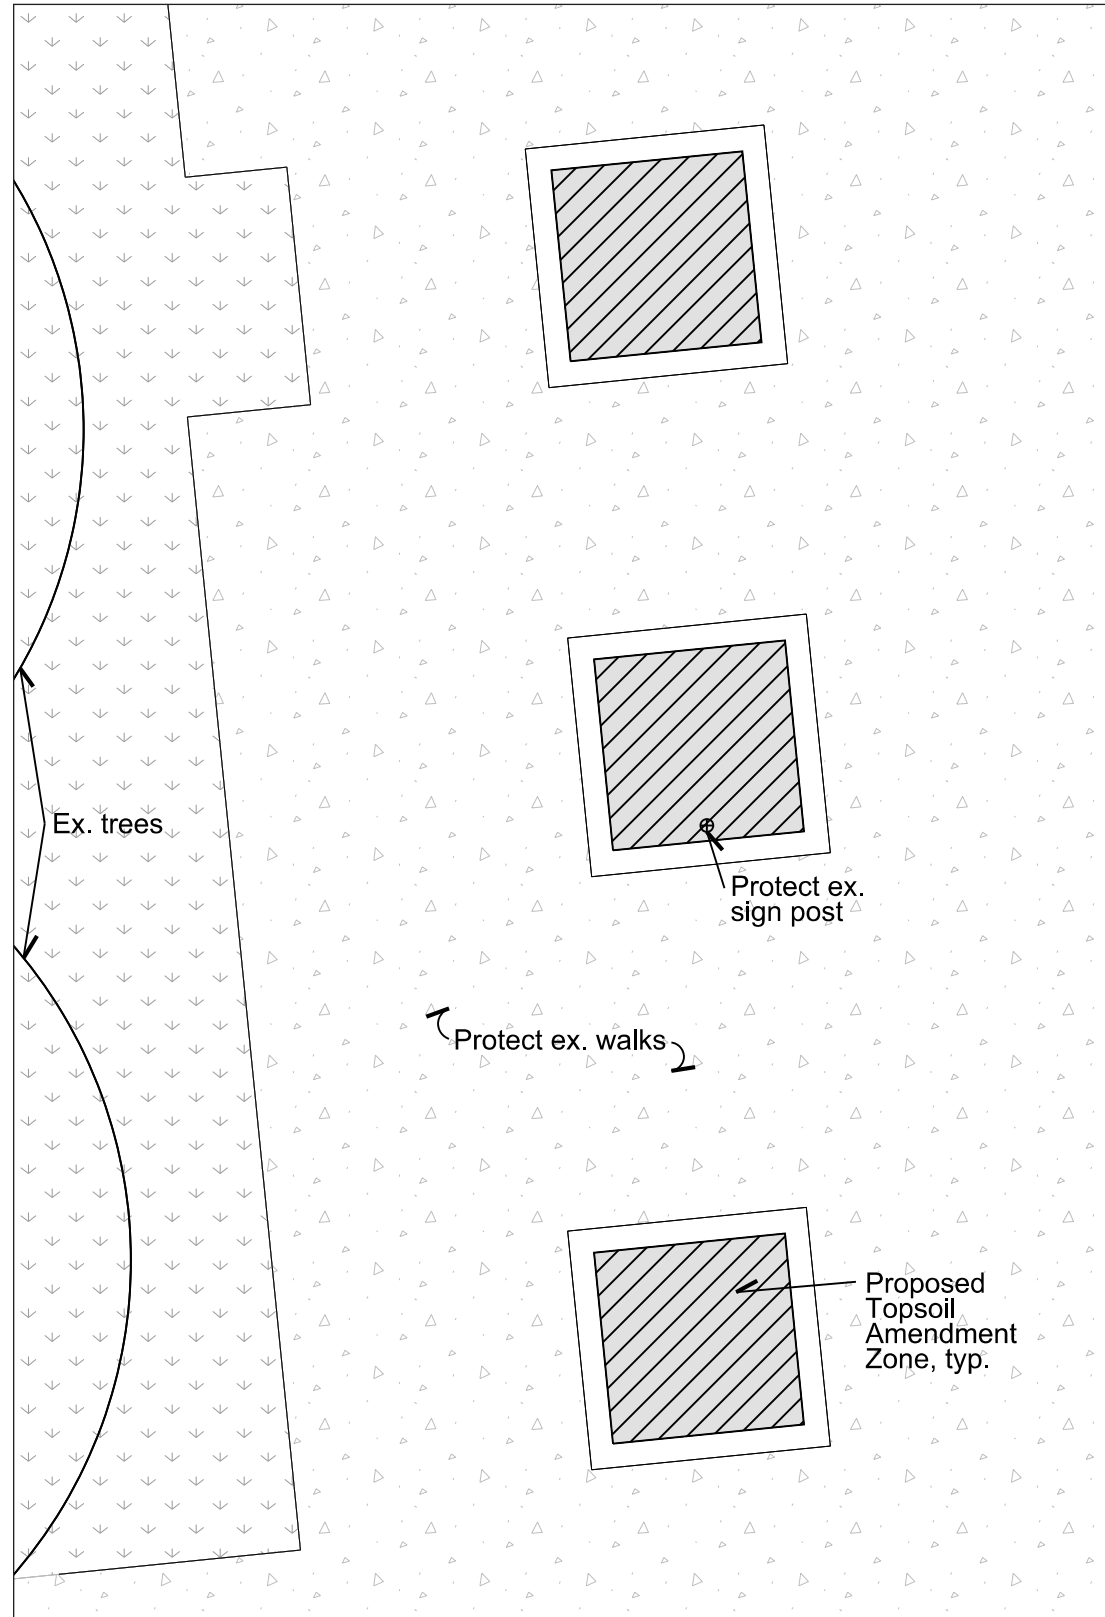 Ex. trees
Protect ex.
sign post
Protect ex. walks
Proposed
Topsoil
Amendment
Zone, typ.